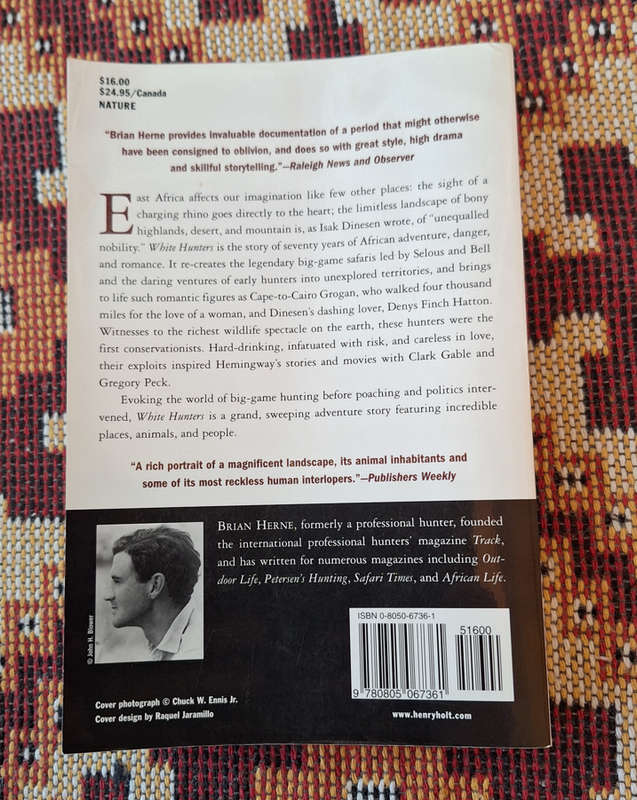 $16.00
$24.95/Canada
NATURE
"Brian Herne provides invaluable documentation of a period that might otherwise
have been consigned to oblivion, and does so with great style, high drama
and skillful storytelling."—Raleigh News and Observer
East Africa affects our imagination like few other places: the sight of a
charging rhino goes directly to the heart; the limitless landscape of bony
highlands, desert, and mountain is, as Isak Dinesen wrote, of "unequalled
nobility." White Hunters is the story of seventy years of African adventure, danger,
and romance. It re-creates the legendary big-game safaris led by Selous and Bell
and the daring ventures of early hunters into unexplored territories, and brings
to life such romantic figures as Cape-to-Cairo Grogan, who walked four thousand
miles for the love of a woman, and Dinesen's dashing lover, Denys Finch Hatton.
Witnesses to the richest wildlife spectacle on the earth, these hunters were the
first conservationists. Hard-drinking, infatuated with risk, and careless in love,
their exploits inspired Hemingway's stories and movies with Clark Gable and
Gregory Peck.
Evoking the world of big-game hunting before poaching and politics inter-
vened, White Hunters is a grand, sweeping adventure story featuring incredible
places, animals, and people.
"A rich portrait of a magnificent landscape, its animal inhabitants and
some of its most reckless human interlopers."—Publishers Weekly
BRIAN HERNE, formerly a professional hunter, founded
the international professional hunters' magazine Track,
and has written for numerous magazines including Out-
door Life, Petersen's Hunting, Safari Times, and African Life.
© John H. Blower
ISBN 0-8050-6736-1
51600
9 780805 067361
Cover photograph © Chuck W. Ennis Jr.
Cover design by Raquel Jaramillo
www.henryholt.com